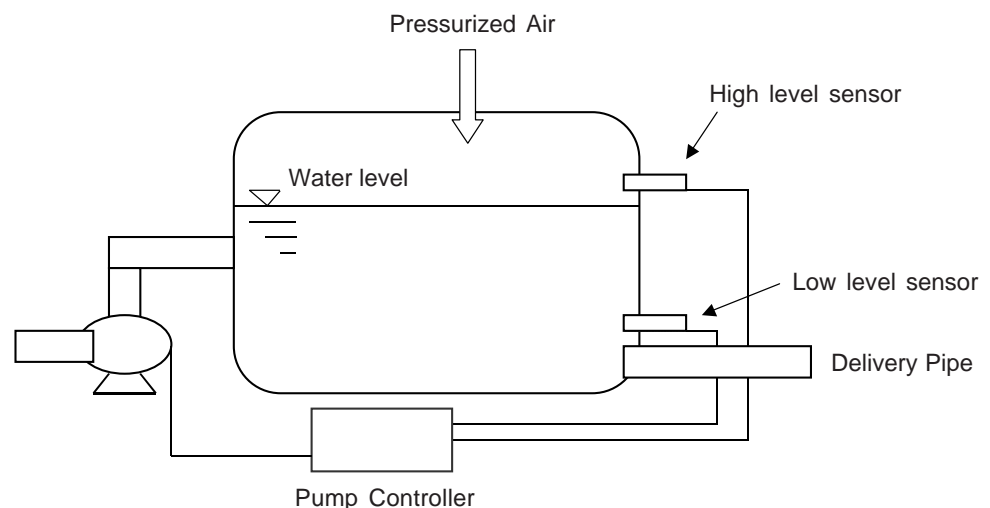 Pressurized Air
High level sensor
Water level
Low level sensor
Delivery Pipe
Pump Controller